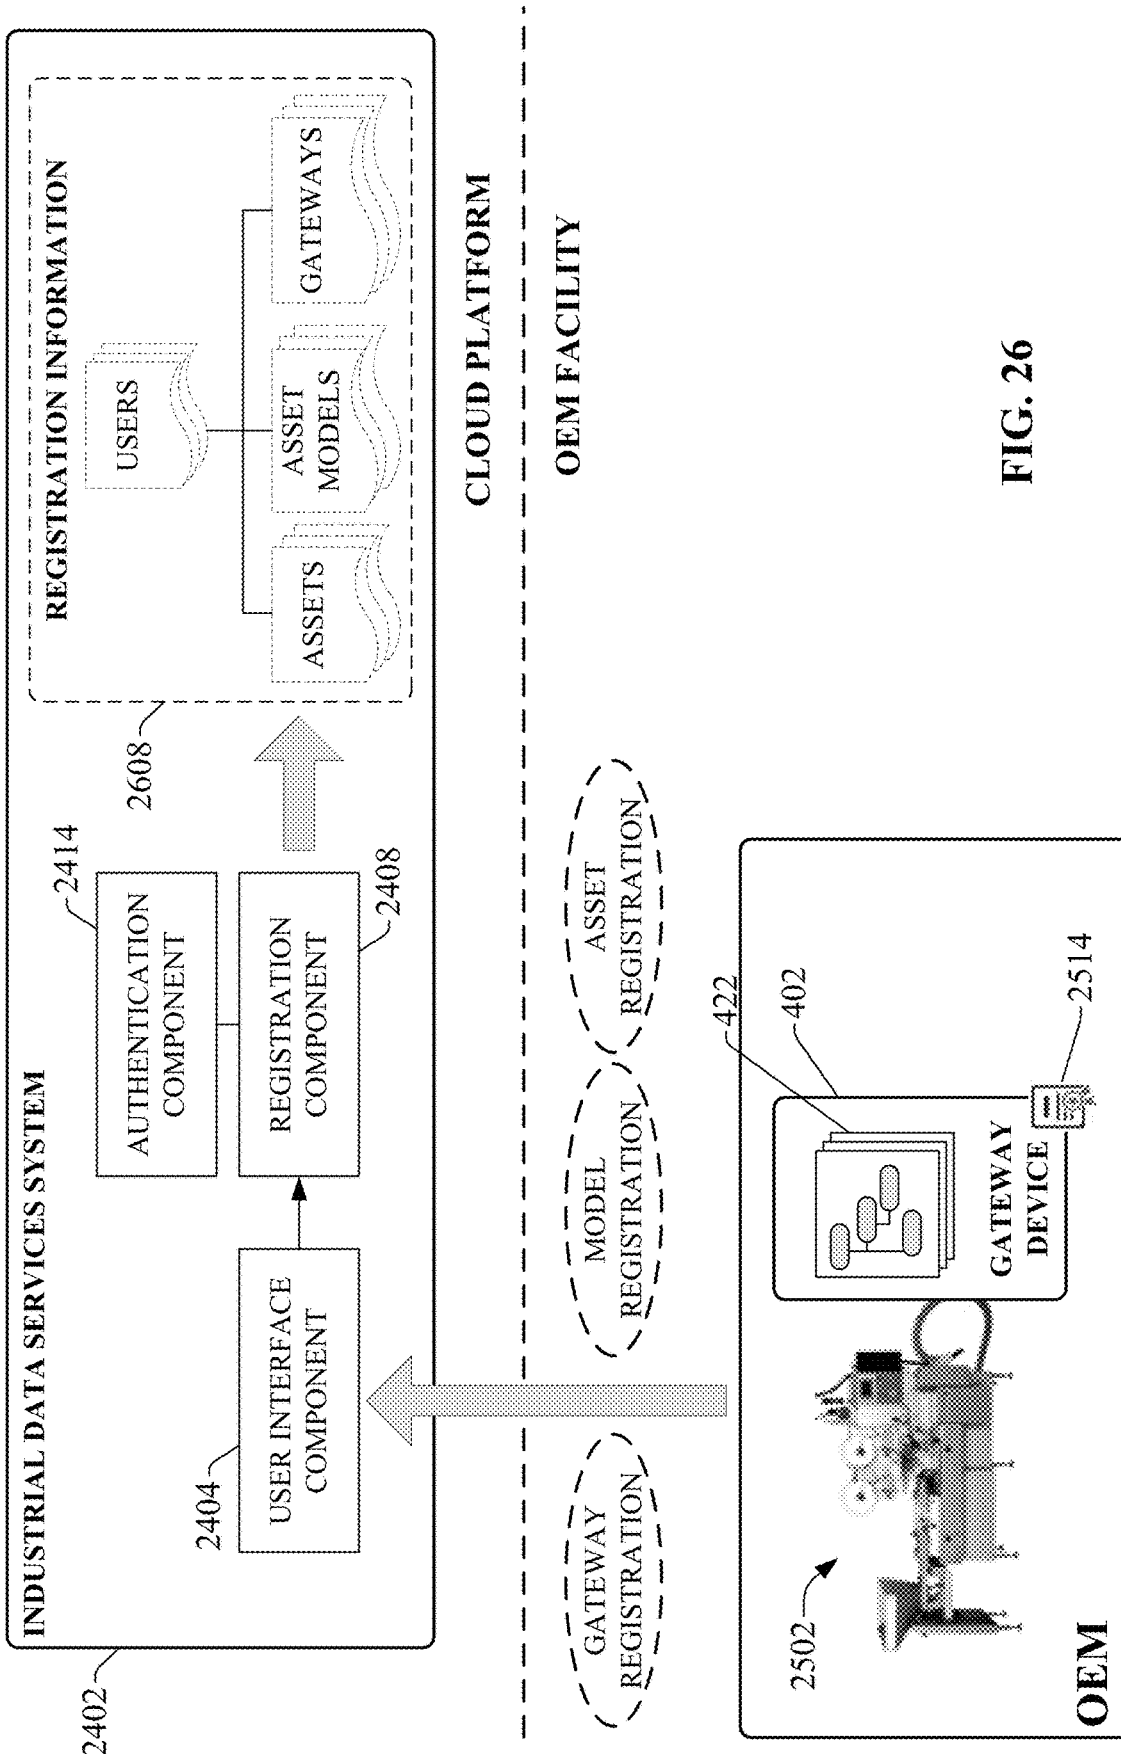 INDUSTRIAL DATA SERVICES SYSTEM
2402
2404
USER INTERFACE
COMPONENT
AUTHENTICATION
COMPONENT
2414
REGISTRATION
COMPONENT
2408
2608
REGISTRATION INFORMATION
USERS
ASSETS
ASSET
MODELS
GATEWAYS
CLOUD PLATFORM
OEM FACILITY
GATEWAY
REGISTRATION
MODEL
REGISTRATION
ASSET
REGISTRATION
2502
422
402
GATEWAY
DEVICE
2514
OEM
FIG. 26